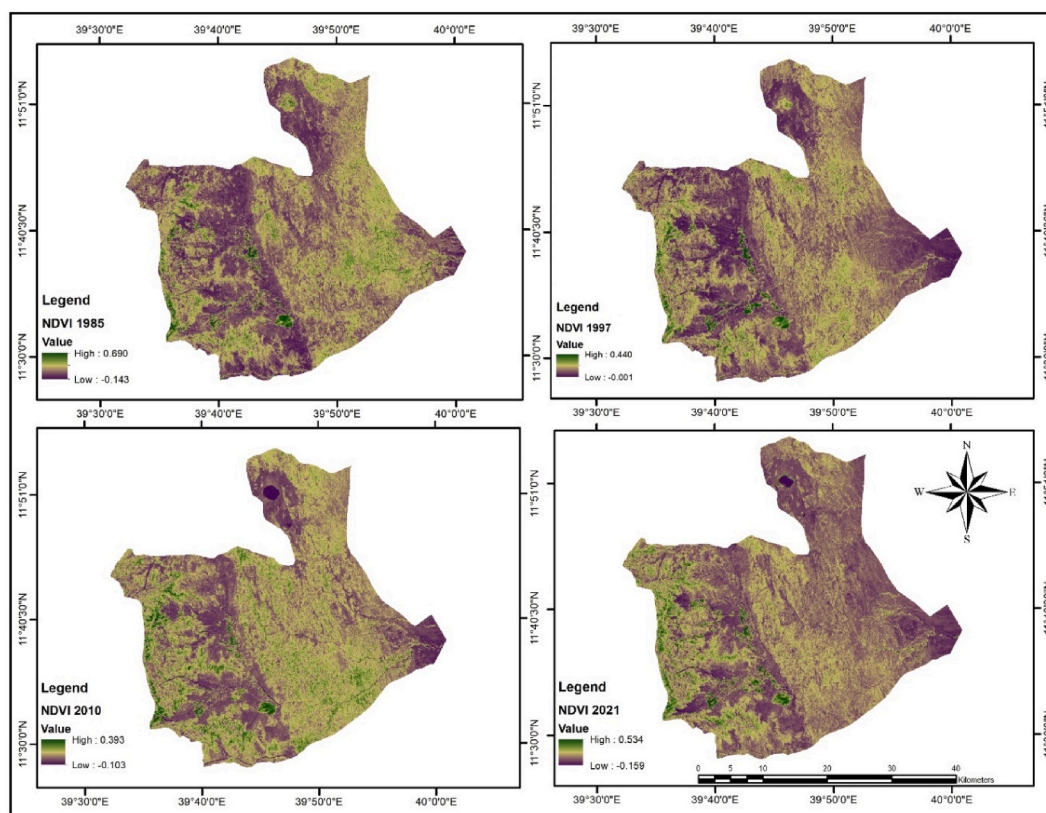 39°30'0"E 39°40'0"E 39°50'0"E 40°0'0"E
11°51'0"N
11°40'30"N
11°30'0"N
Legend
NDVI 1985
Value
High : 0.690
Low : -0.143
39°30'0"E 39°40'0"E 39°50'0"E 40°0'0"E
39°30'0"E 39°40'0"E 39°50'0"E 40°0'0"E
11°51'0"N
11°40'30"N
11°30'0"N
Legend
NDVI 1997
Value
High : 0.440
Low : -0.001
39°30'0"E 39°40'0"E 39°50'0"E 40°0'0"E
11°51'0"N
11°40'30"N
11°30'0"N
Legend
NDVI 2010
Value
High : 0.393
Low : -0.103
39°30'0"E 39°40'0"E 39°50'0"E 40°0'0"E
11°51'0"N
11°40'30"N
11°30'0"N
N
W E
S
Legend
NDVI 2021
Value
High : 0.534
Low : -0.159
0 5 10 20 30 40
Kilometers
39°30'0"E 39°40'0"E 39°50'0"E 40°0'0"E